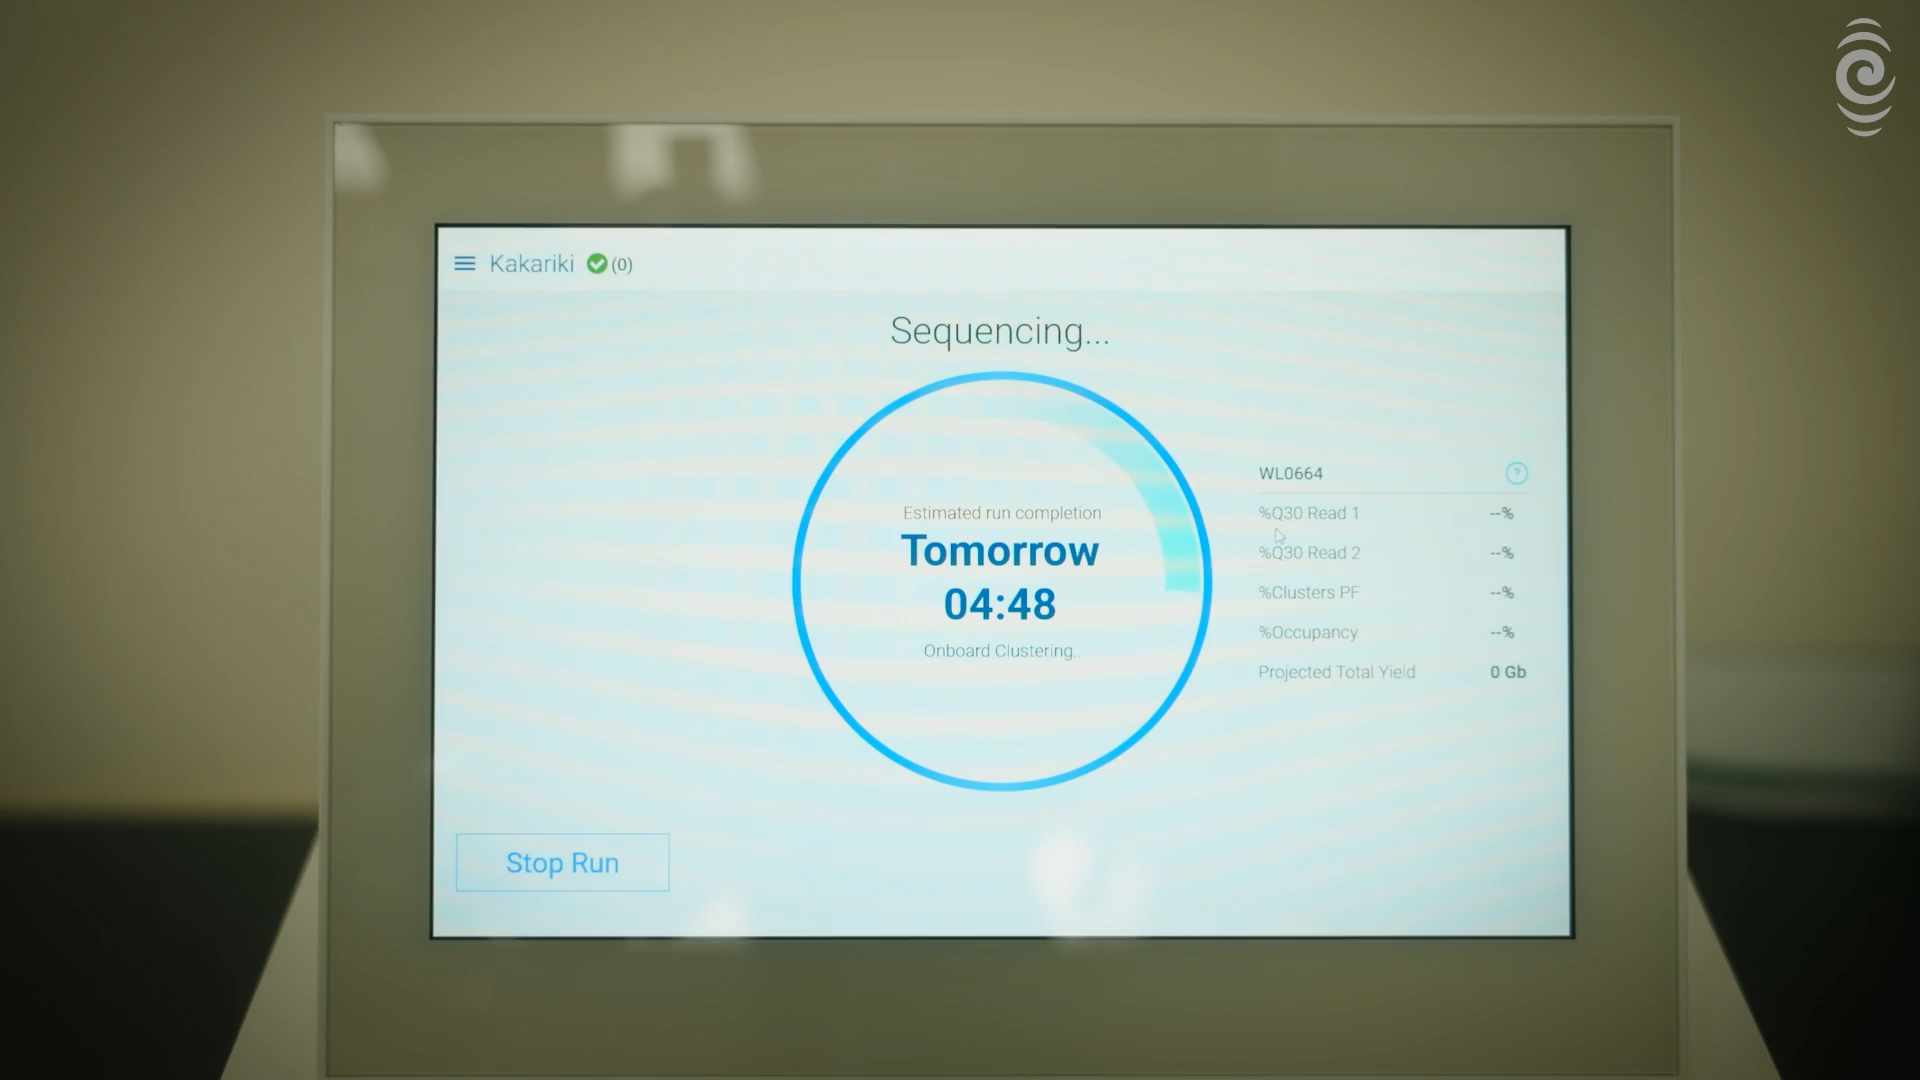 Kakariki (0)
Sequencing...
Estimated run completion
Tomorrow
04:48
Onboard Clustering..
WL0664 ?
%Q30 Read 1 --%
%Q30 Read 2 --%
%Clusters PF --%
%Occupancy --%
Projected Total Yield 0 Gb
Stop Run